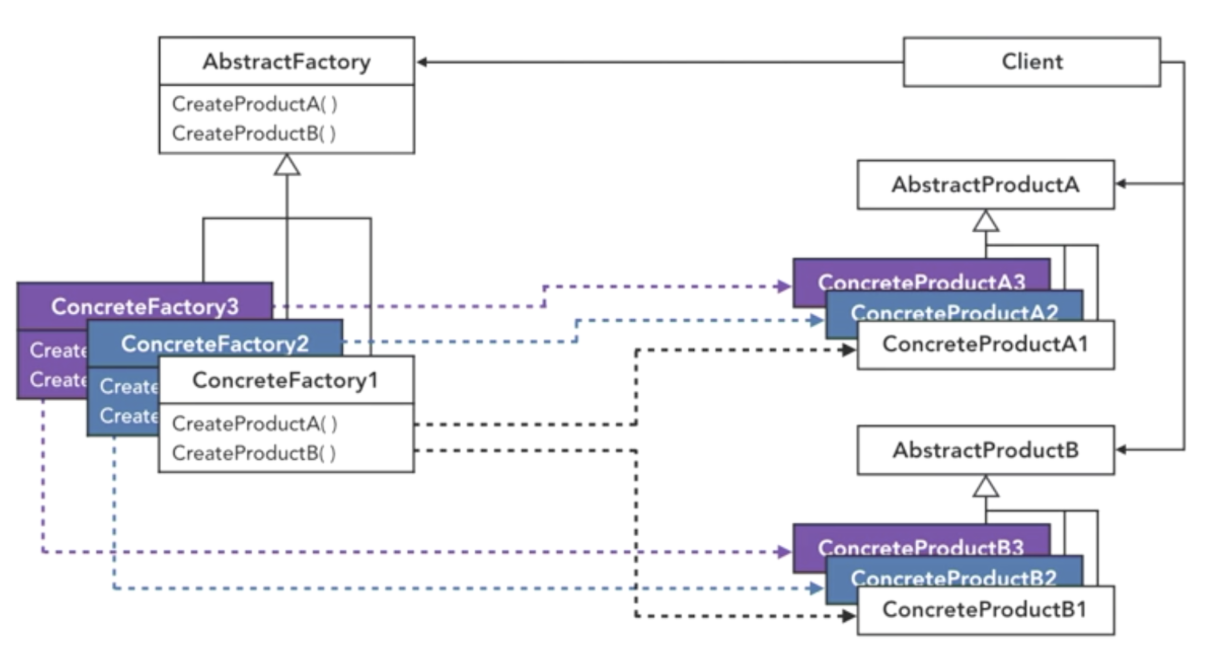 AbstractFactory
CreateProductA( )
CreateProductB( )
Client
AbstractProductA
ConcreteFactory3
Create
Create
ConcreteFactory2
Create
Create
ConcreteFactory1
CreateProductA( )
CreateProductB( )
ConcreteProductA3
ConcreteProductA2
ConcreteProductA1
AbstractProductB
ConcreteProductB3
ConcreteProductB2
ConcreteProductB1